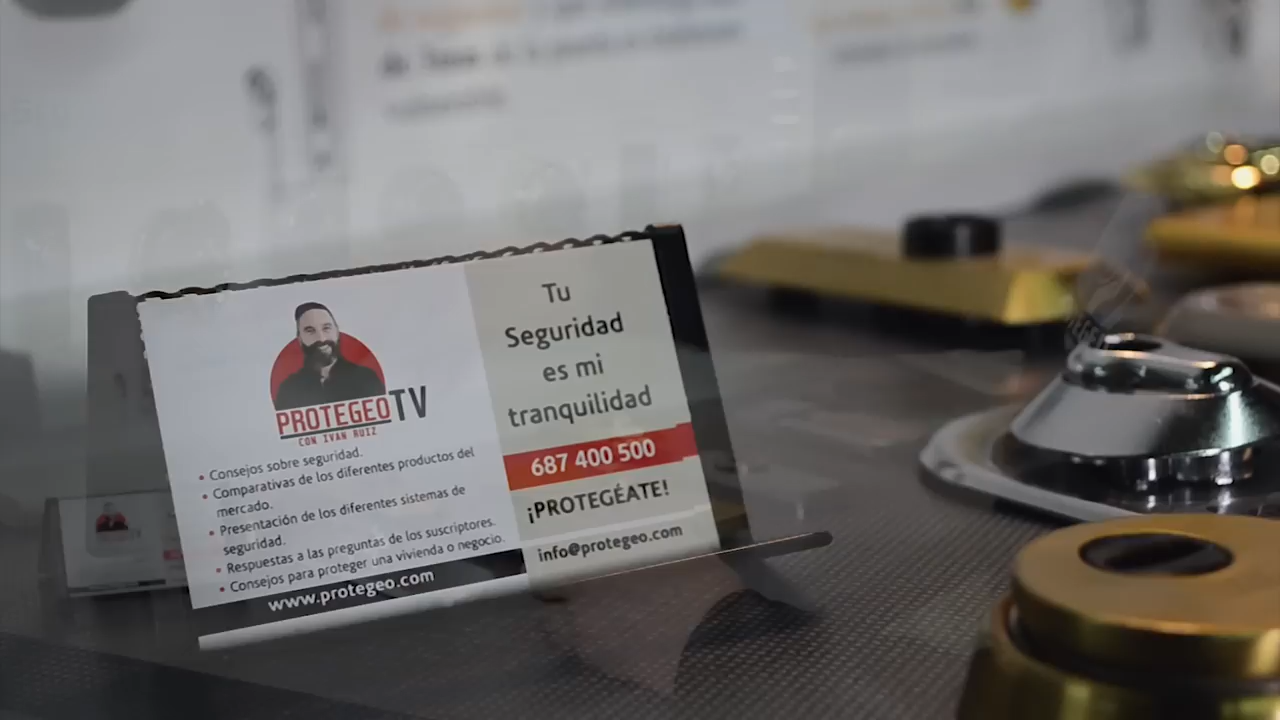 PROTEGEO TV
CON IVAN RUIZ
• Consejos sobre seguridad.
• Comparativas de los diferentes productos del
mercado.
• Presentación de los diferentes sistemas de
seguridad.
• Respuestas a las preguntas de los suscriptores.
• Consejos para proteger una vivienda o negocio.
www.protegeo.com
Tu
Seguridad
es mi
tranquilidad
687 400 500
¡PROTEGÉATE!
info@protegeo.com